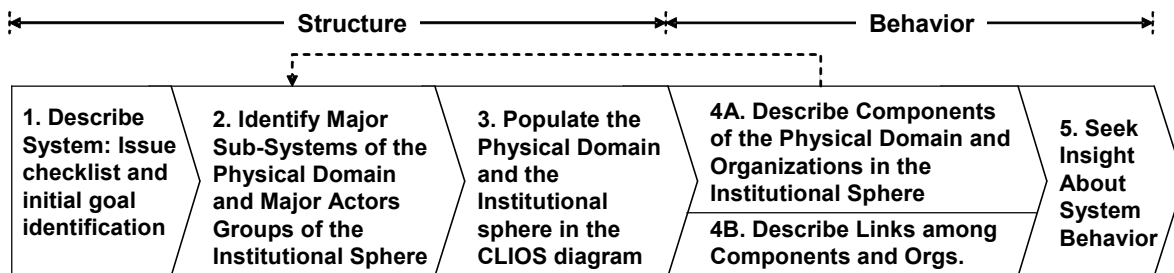 Structure
Behavior
1. Describe
System: Issue
checklist and
initial goal
identification
2. Identify Major
Sub-Systems of the
Physical Domain
and Major Actors
Groups of the
Institutional Sphere
3. Populate the
Physical Domain
and the
Institutional
sphere in the
CLIOS diagram
4A. Describe Components
of the Physical Domain and
Organizations in the
Institutional Sphere
4B. Describe Links among
Components and Orgs.
5. Seek
Insight
About
System
Behavior